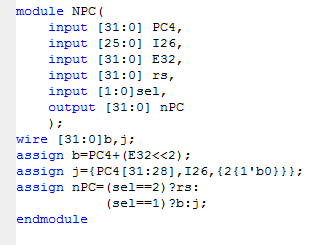 module NPC(
input [31:0] PC4,
input [25:0] I26,
input [31:0] E32,
input [31:0] rs,
input [1:0]sel,
output [31:0] nPC
);
wire [31:0]b,j;
assign b=PC4+(E32<<2);
assign j={PC4[31:28],I26,{2{1'b0}}};
assign nPC=(sel==2)?rs:
(sel==1)?b:j;
endmodule